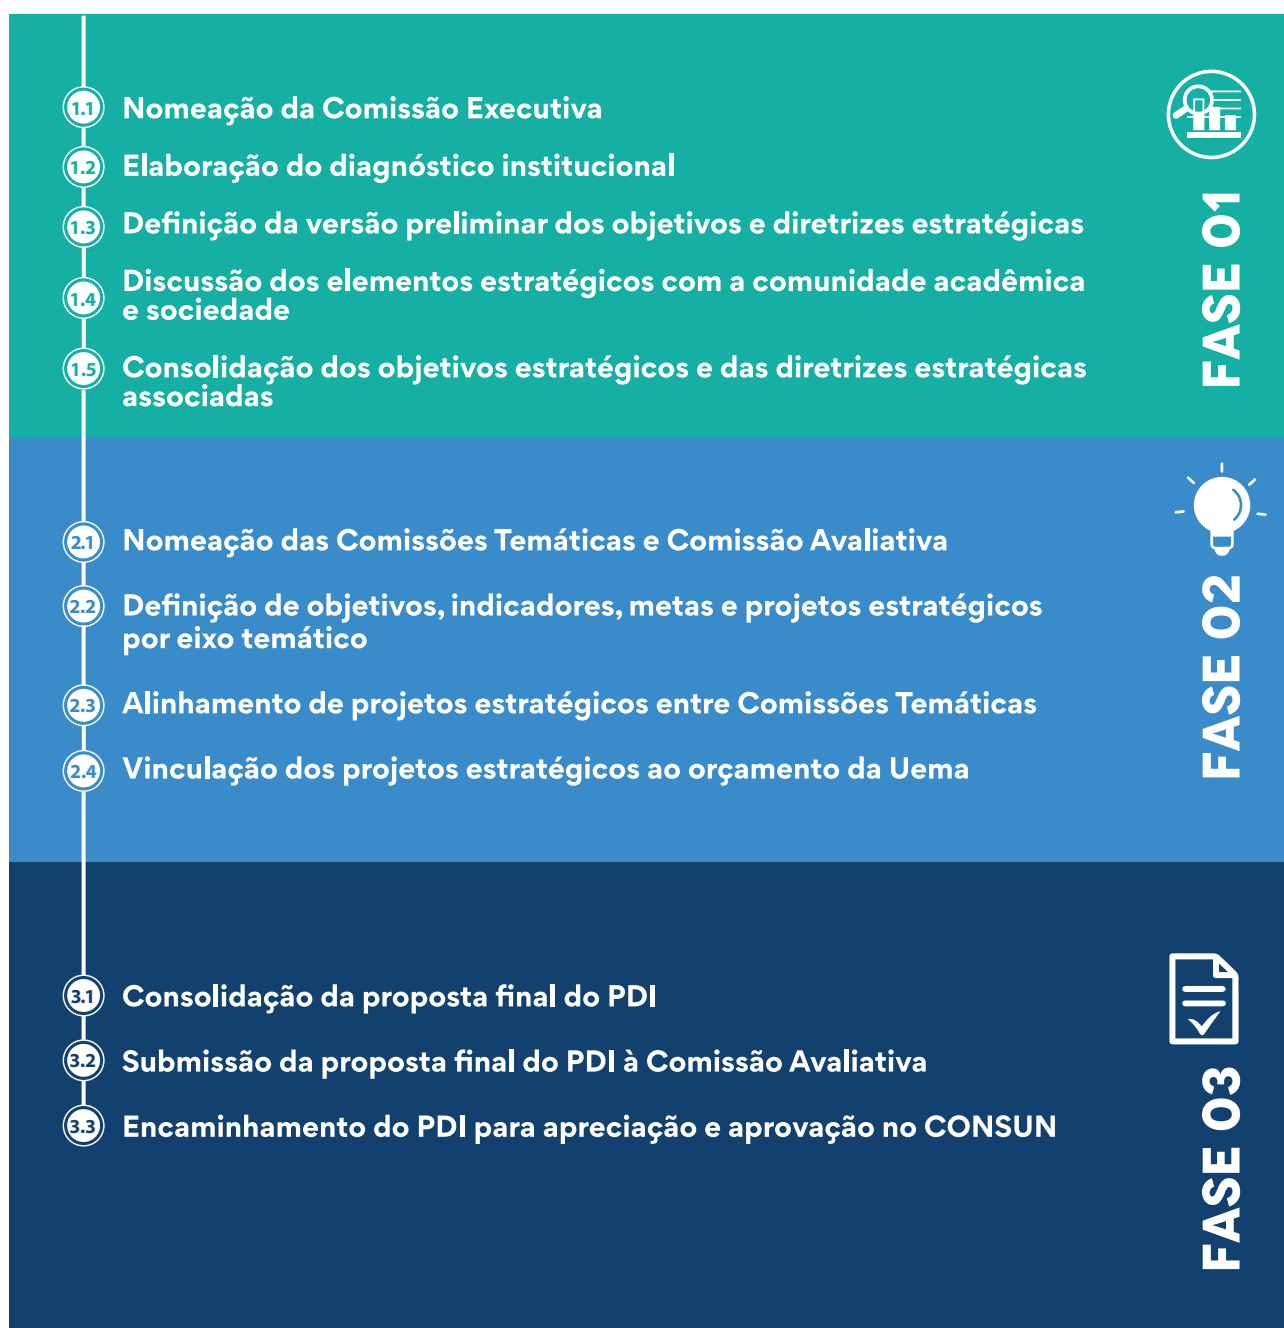 1.1 Nomeação da Comissão Executiva
1.2 Elaboração do diagnóstico institucional
1.3 Definição da versão preliminar dos objetivos e diretrizes estratégicas
1.4 Discussão dos elementos estratégicos com a comunidade acadêmica
e sociedade
1.5 Consolidação dos objetivos estratégicos e das diretrizes estratégicas
associadas
FASE 01
2.1 Nomeação das Comissões Temáticas e Comissão Avaliativa
2.2 Definição de objetivos, indicadores, metas e projetos estratégicos
por eixo temático
2.3 Alinhamento de projetos estratégicos entre Comissões Temáticas
2.4 Vinculação dos projetos estratégicos ao orçamento da Uema
FASE 02
3.1 Consolidação da proposta final do PDI
3.2 Submissão da proposta final do PDI à Comissão Avaliativa
3.3 Encaminhamento do PDI para apreciação e aprovação no CONSUN
FASE 03